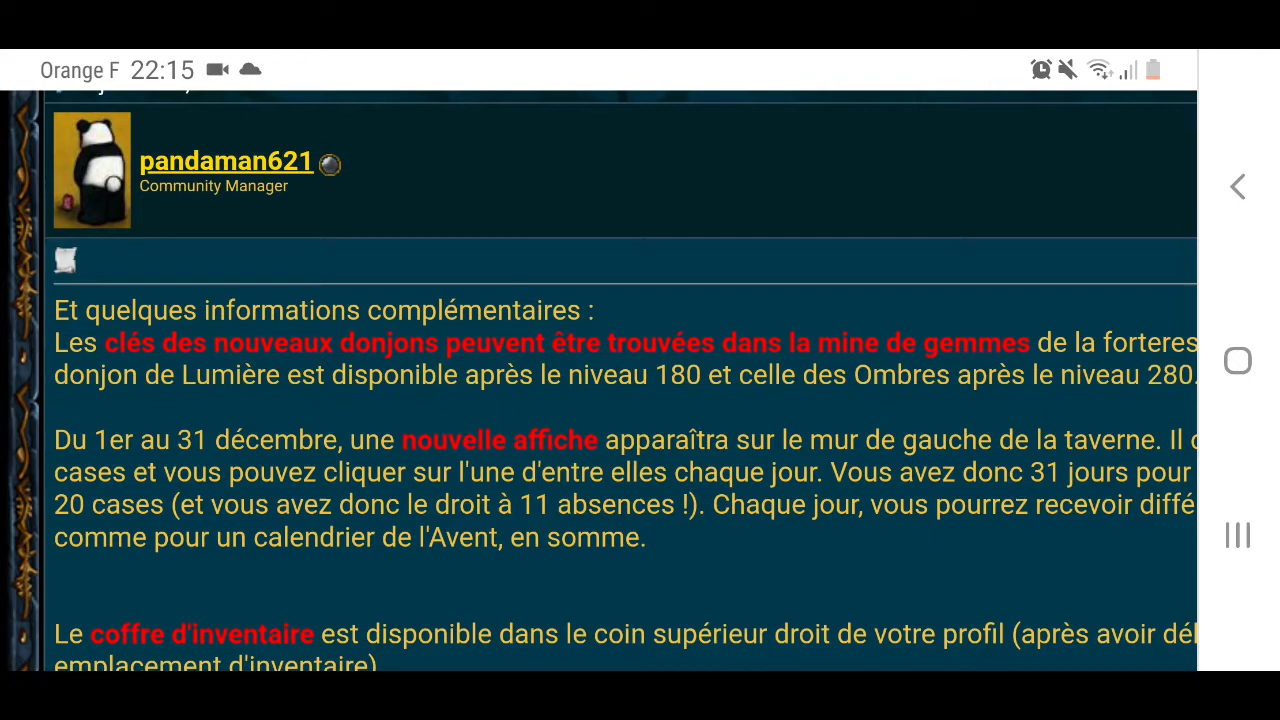 Orange F 22:15
pandaman621
Community Manager
Et quelques informations complémentaires :
Les clés des nouveaux donjons peuvent être trouvées dans la mine de gemmes de la forteres
donjon de Lumière est disponible après le niveau 180 et celle des Ombres après le niveau 280.
Du 1er au 31 décembre, une nouvelle affiche apparaîtra sur le mur de gauche de la taverne. Il
cases et vous pouvez cliquer sur l'une d'entre elles chaque jour. Vous avez donc 31 jours pour
20 cases (et vous avez donc le droit à 11 absences !). Chaque jour, vous pourrez recevoir diffé
comme pour un calendrier de l'Avent, en somme.
Le coffre d'inventaire est disponible dans le coin supérieur droit de votre profil (après avoir dél
emplacement d'inventaire)